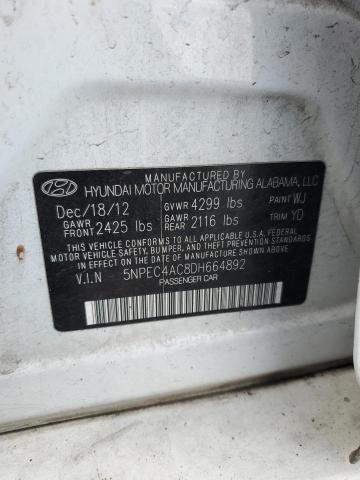 MANUFACTURED BY
HYUNDAI MOTOR MANUFACTURING ALABAMA, LLC
Dec/18/12 GVWR 4299 lbs PAINT WJ
GAWR FRONT 2425 lbs GAWR REAR 2116 lbs TRIM YD
THIS VEHICLE CONFORMS TO ALL APPLICABLE U.S.A FEDERAL
MOTOR VEHICLE SAFETY, BUMPER, AND THEFT PREVENTION STANDARDS
IN EFFECT ON THE DATE OF MANUFACTURE SHOWN ABOVE.
V.I.N 5NPEC4AC8DH664892
PASSENGER CAR